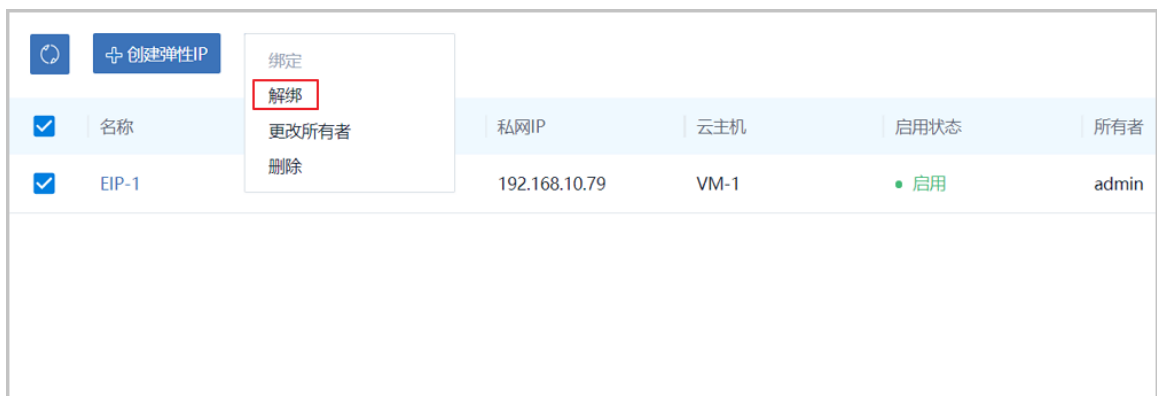 创建弹性IP
绑定
解绑
更改所有者
删除
名称 私网IP 云主机 启用状态 所有者
EIP-1 192.168.10.79 VM-1 启用 admin